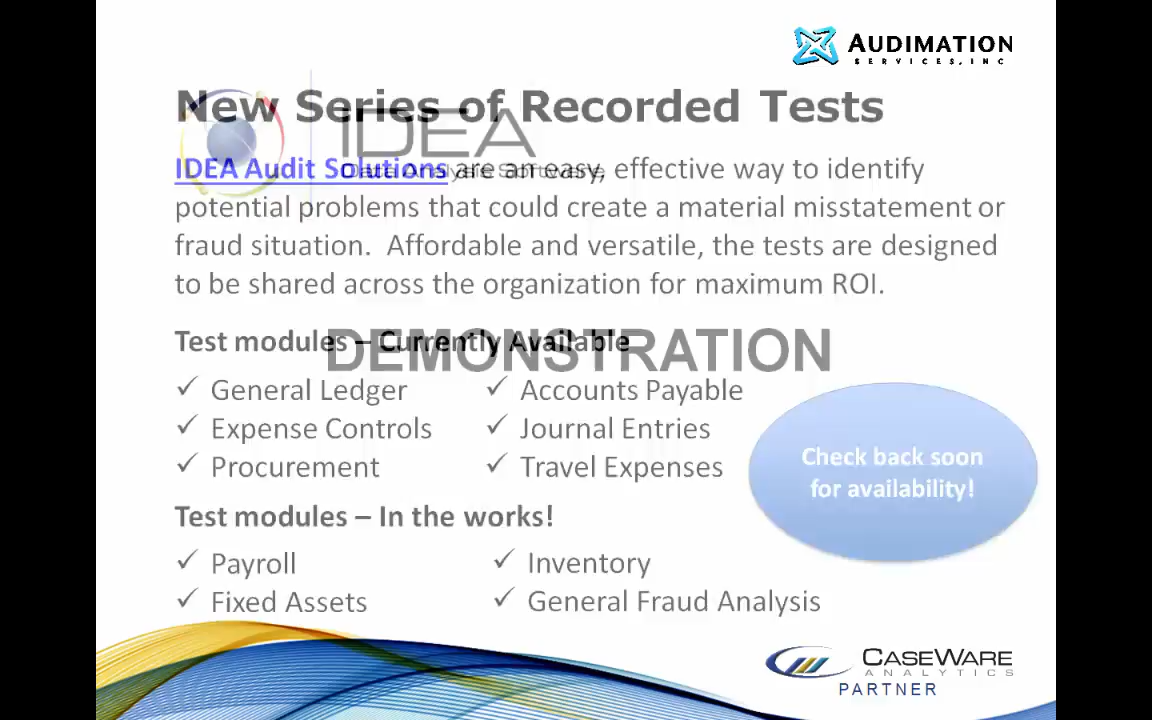 AUDIMATION
SERVICES, INC
New Series of Recorded Tests
IDEA
Data Analysis Software
IDEA Audit Solutions are an easy, effective way to identify
potential problems that could create a material misstatement or
fraud situation.  Affordable and versatile, the tests are designed
to be shared across the organization for maximum ROI.
Test modules – Currently Available
DEMONSTRATION
✓ General Ledger ✓ Accounts Payable
✓ Expense Controls ✓ Journal Entries
✓ Procurement ✓ Travel Expenses
Check back soon
for availability!
Test modules – In the works!
✓ Payroll ✓ Inventory
✓ Fixed Assets ✓ General Fraud Analysis
CASEWARE
ANALYTICS
PARTNER